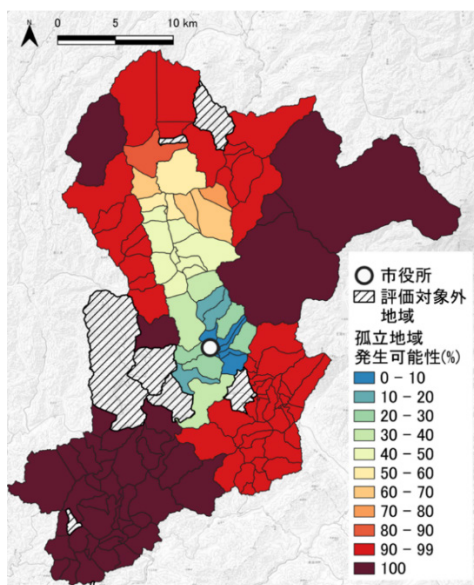 N
0 5 10 km
市役所
評価対象外
地域
孤立地域
発生可能性(%)
0 – 10
10 – 20
20 – 30
30 – 40
40 – 50
50 – 60
60 – 70
70 – 80
80 – 90
90 – 99
100